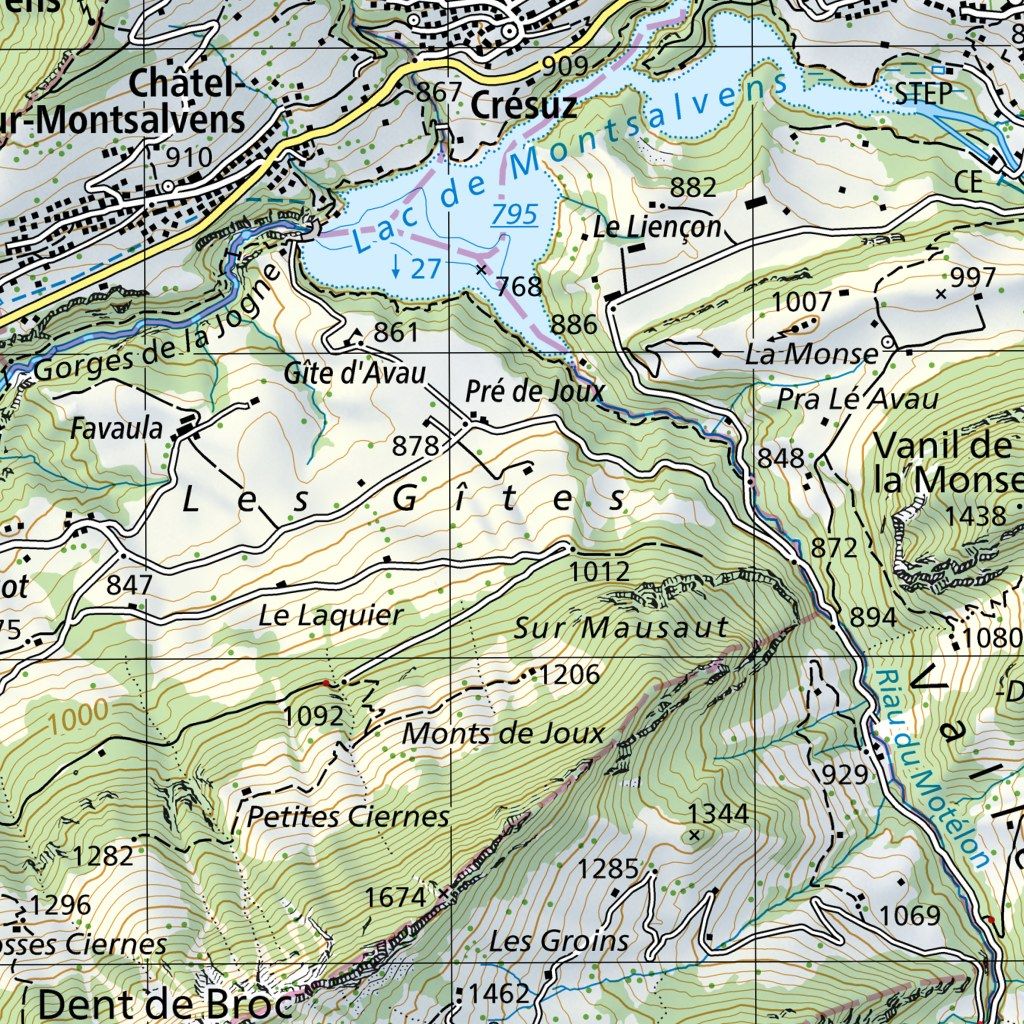 Châtel-
909
867
Crésuz
STEP
ur-Montsalvens
910
Lac de Montsalvens
882
CE
795
Le Liençon
27
768
997
1007
886
861
La Monse
Gorges de la Jogne
Gîte d'Avau
Pré de Joux
Pra Lé Avau
Favaula
878
848
Vanil de
la Monse
Les Gîtes
1438
872
1012
847
Le Laquier
894
Sur Mausaut
1080
1206
1092
1000
Monts de Joux
Riau du Motélon
929
Petites Ciernes
1344
1282
1285
1674
1296
1069
osses Ciernes
Les Groins
Dent de Broc
1462